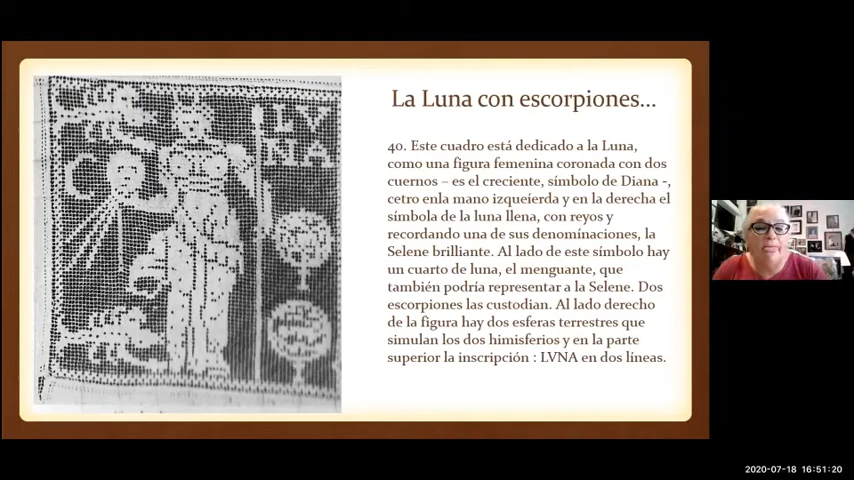 La Luna con escorpiones...
40. Este cuadro está dedicado a la Luna,
como una figura femenina coronada con dos
cuernos – es el creciente, símbolo de Diana -,
cetro enla mano izqueíerda y en la derecha el
símbola de la luna llena, con reyos y
recordando una de sus denomínaciones, la
Selene brilliante. Al lado de este símbolo hay
un cuarto de luna, el menguante, que
también podría representar a la Selene. Dos
escorpiones las custodian. Al lado derecho
de la figura hay dos esferas terrestres que
simulan los dos himisferios y en la parte
superior la inscripción : LVNA en dos líneas.
LV
NA
2020-07-18 16:51:20